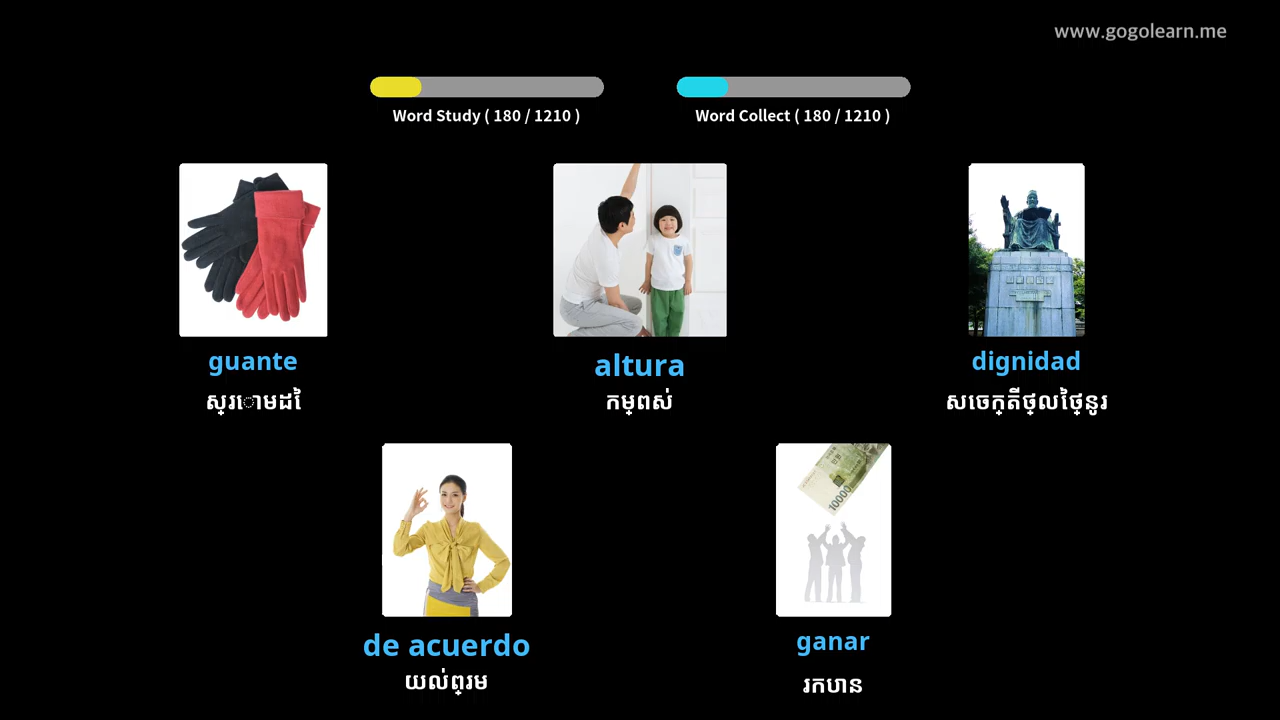 www.gogolearn.me
Word Study ( 180 / 1210 )
Word Collect ( 180 / 1210 )
guante
ស្រោមដៃ
altura
កម្ពស់
dignidad
សេចក្តីថ្លៃថ្នូរ
de acuerdo
យល់ព្រម
10000
ganar
រកបាន